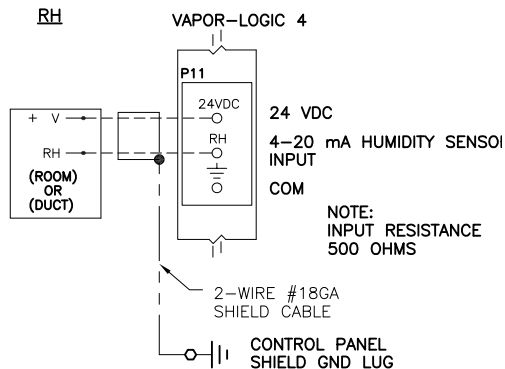 RH
VAPOR-LOGIC 4
P11
24VDC
24 VDC
+ V
RH
4-20 mA HUMIDITY
INPUT
RH
(ROOM)
OR
(DUCT)
COM
NOTE:
INPUT RESISTANCE
500 OHMS
2-WIRE #18GA
SHIELD CABLE
CONTROL PANEL
SHIELD GND LUG